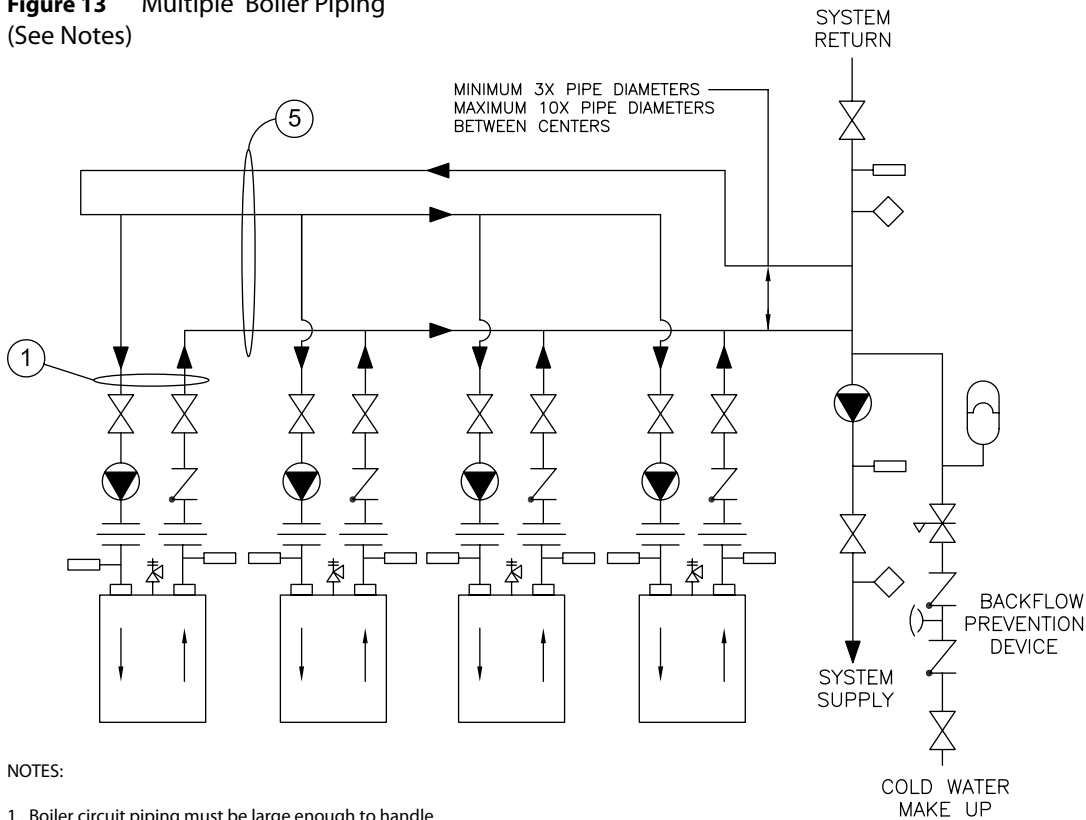 Figure 13 Multiple Boiler Piping
(See Notes)
SYSTEM
RETURN
MINIMUM 3X PIPE DIAMETERS
MAXIMUM 10X PIPE DIAMETERS
BETWEEN CENTERS
5
1
BACKFLOW
PREVENTION
DEVICE
SYSTEM
SUPPLY
COLD WATER
MAKE UP
NOTES:
1. Boiler circuit piping must be large enough to handle